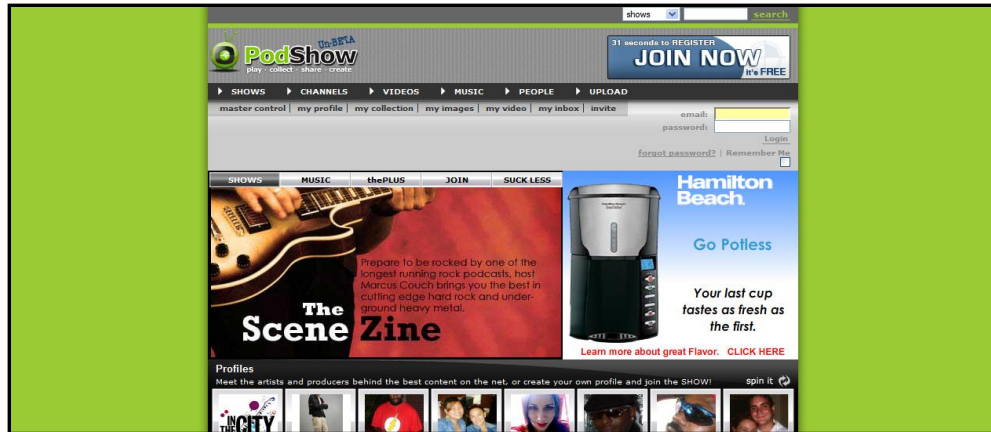 shows
search
Un-BETA
PodShow
play · collect · share · create
31 seconds to REGISTER
JOIN NOW
it's FREE
SHOWS CHANNELS VIDEOS MUSIC PEOPLE UPLOAD
master control | my profile | my collection | my images | my video | my inbox | invite
email:
password:
Login
forgot password? | Remember Me
SHOWS MUSIC thePLUS JOIN SUCK LESS
Prepare to be rocked by one of the
longest running rock podcasts, host
Marcus Couch brings you the best in
cutting edge hard rock and under-
ground heavy metal.
The
Scene Zine
Hamilton
Beach
Go Potless
Your last cup
tastes as fresh as
the first.
Learn more about great Flavor. CLICK HERE
Profiles
Meet the artists and producers behind the best content on the net, or create your own profile and join the SHOW!
spin it
IN
THE CITY